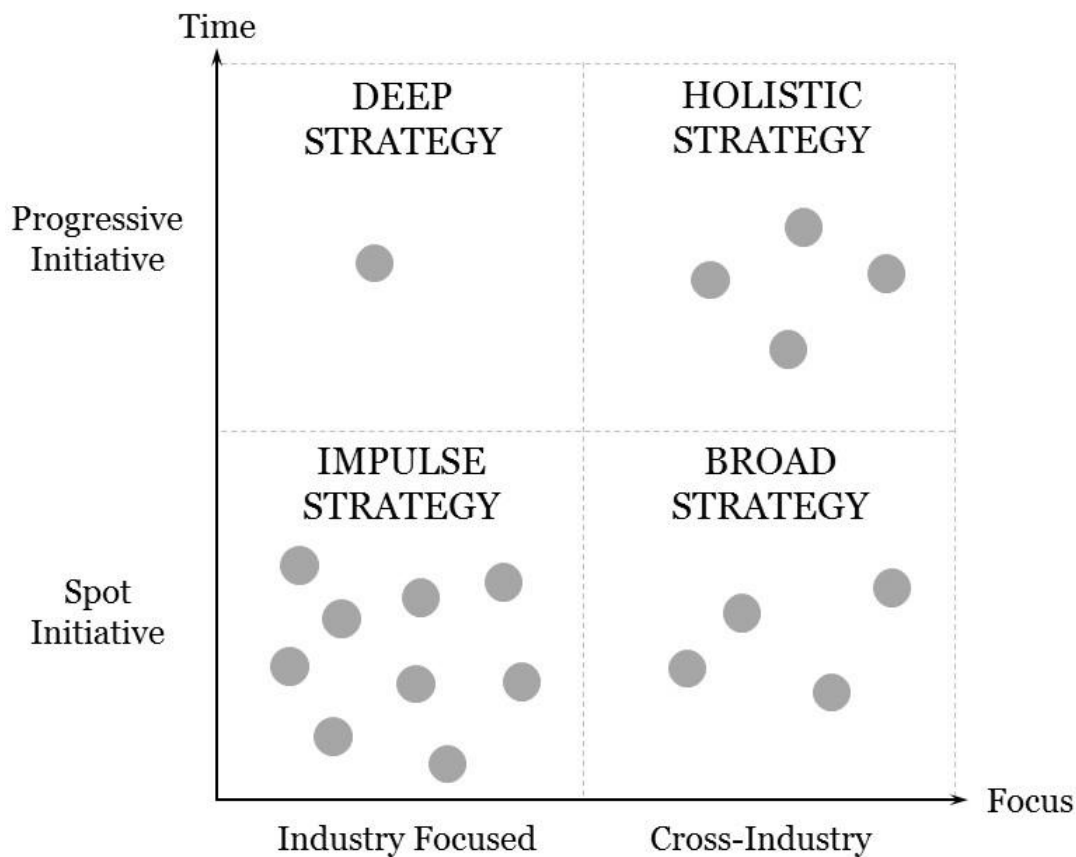 Time
DEEP
STRATEGY
HOLISTIC
STRATEGY
Progressive
Initiative
IMPULSE
STRATEGY
BROAD
STRATEGY
Spot
Initiative
Focus
Industry Focused
Cross-Industry